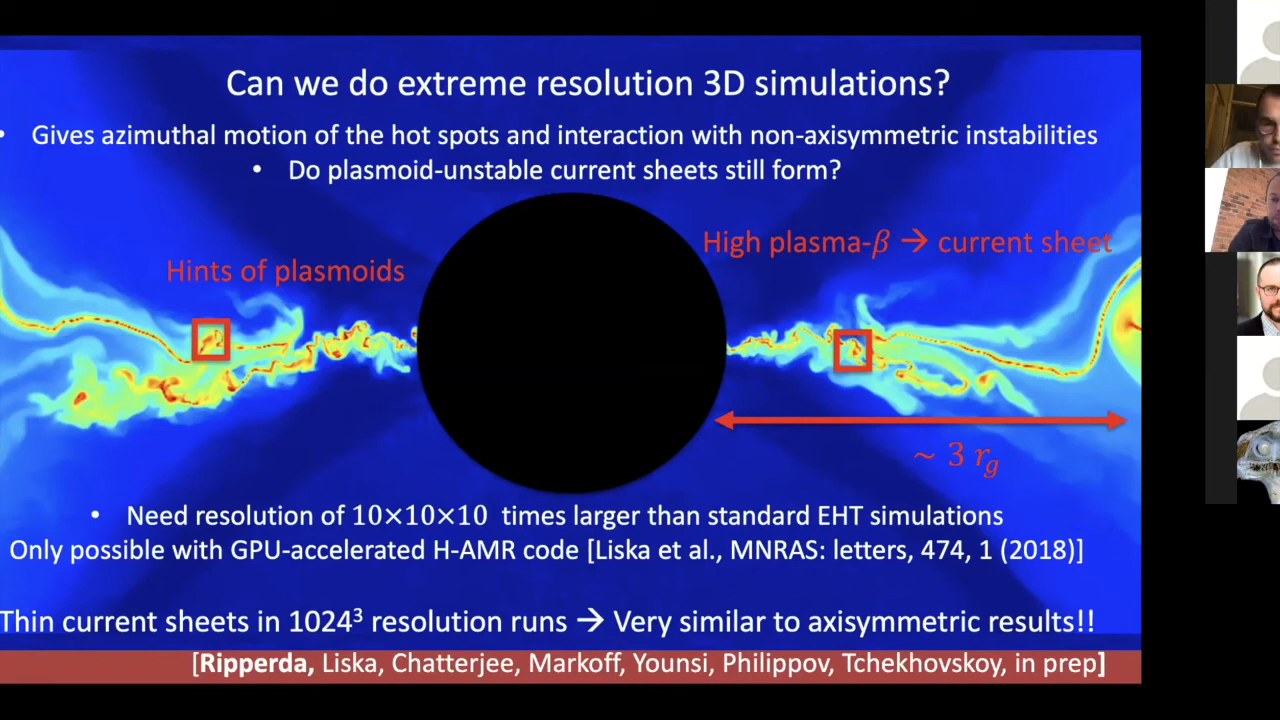 Can we do extreme resolution 3D simulations?
• Gives azimuthal motion of the hot spots and interaction with non-axisymmetric instabilities
• Do plasmoid-unstable current sheets still form?
High plasma-β → current sheet
Hints of plasmoids
~ 3 r_g
• Need resolution of 10×10×10 times larger than standard EHT simulations
Only possible with GPU-accelerated H-AMR code [Liska et al., MNRAS: letters, 474, 1 (2018)]
Thin current sheets in 1024³ resolution runs → Very similar to axisymmetric results!!
[Ripperda, Liska, Chatterjee, Markoff, Younsi, Philippov, Tchekhovskoy, in prep]